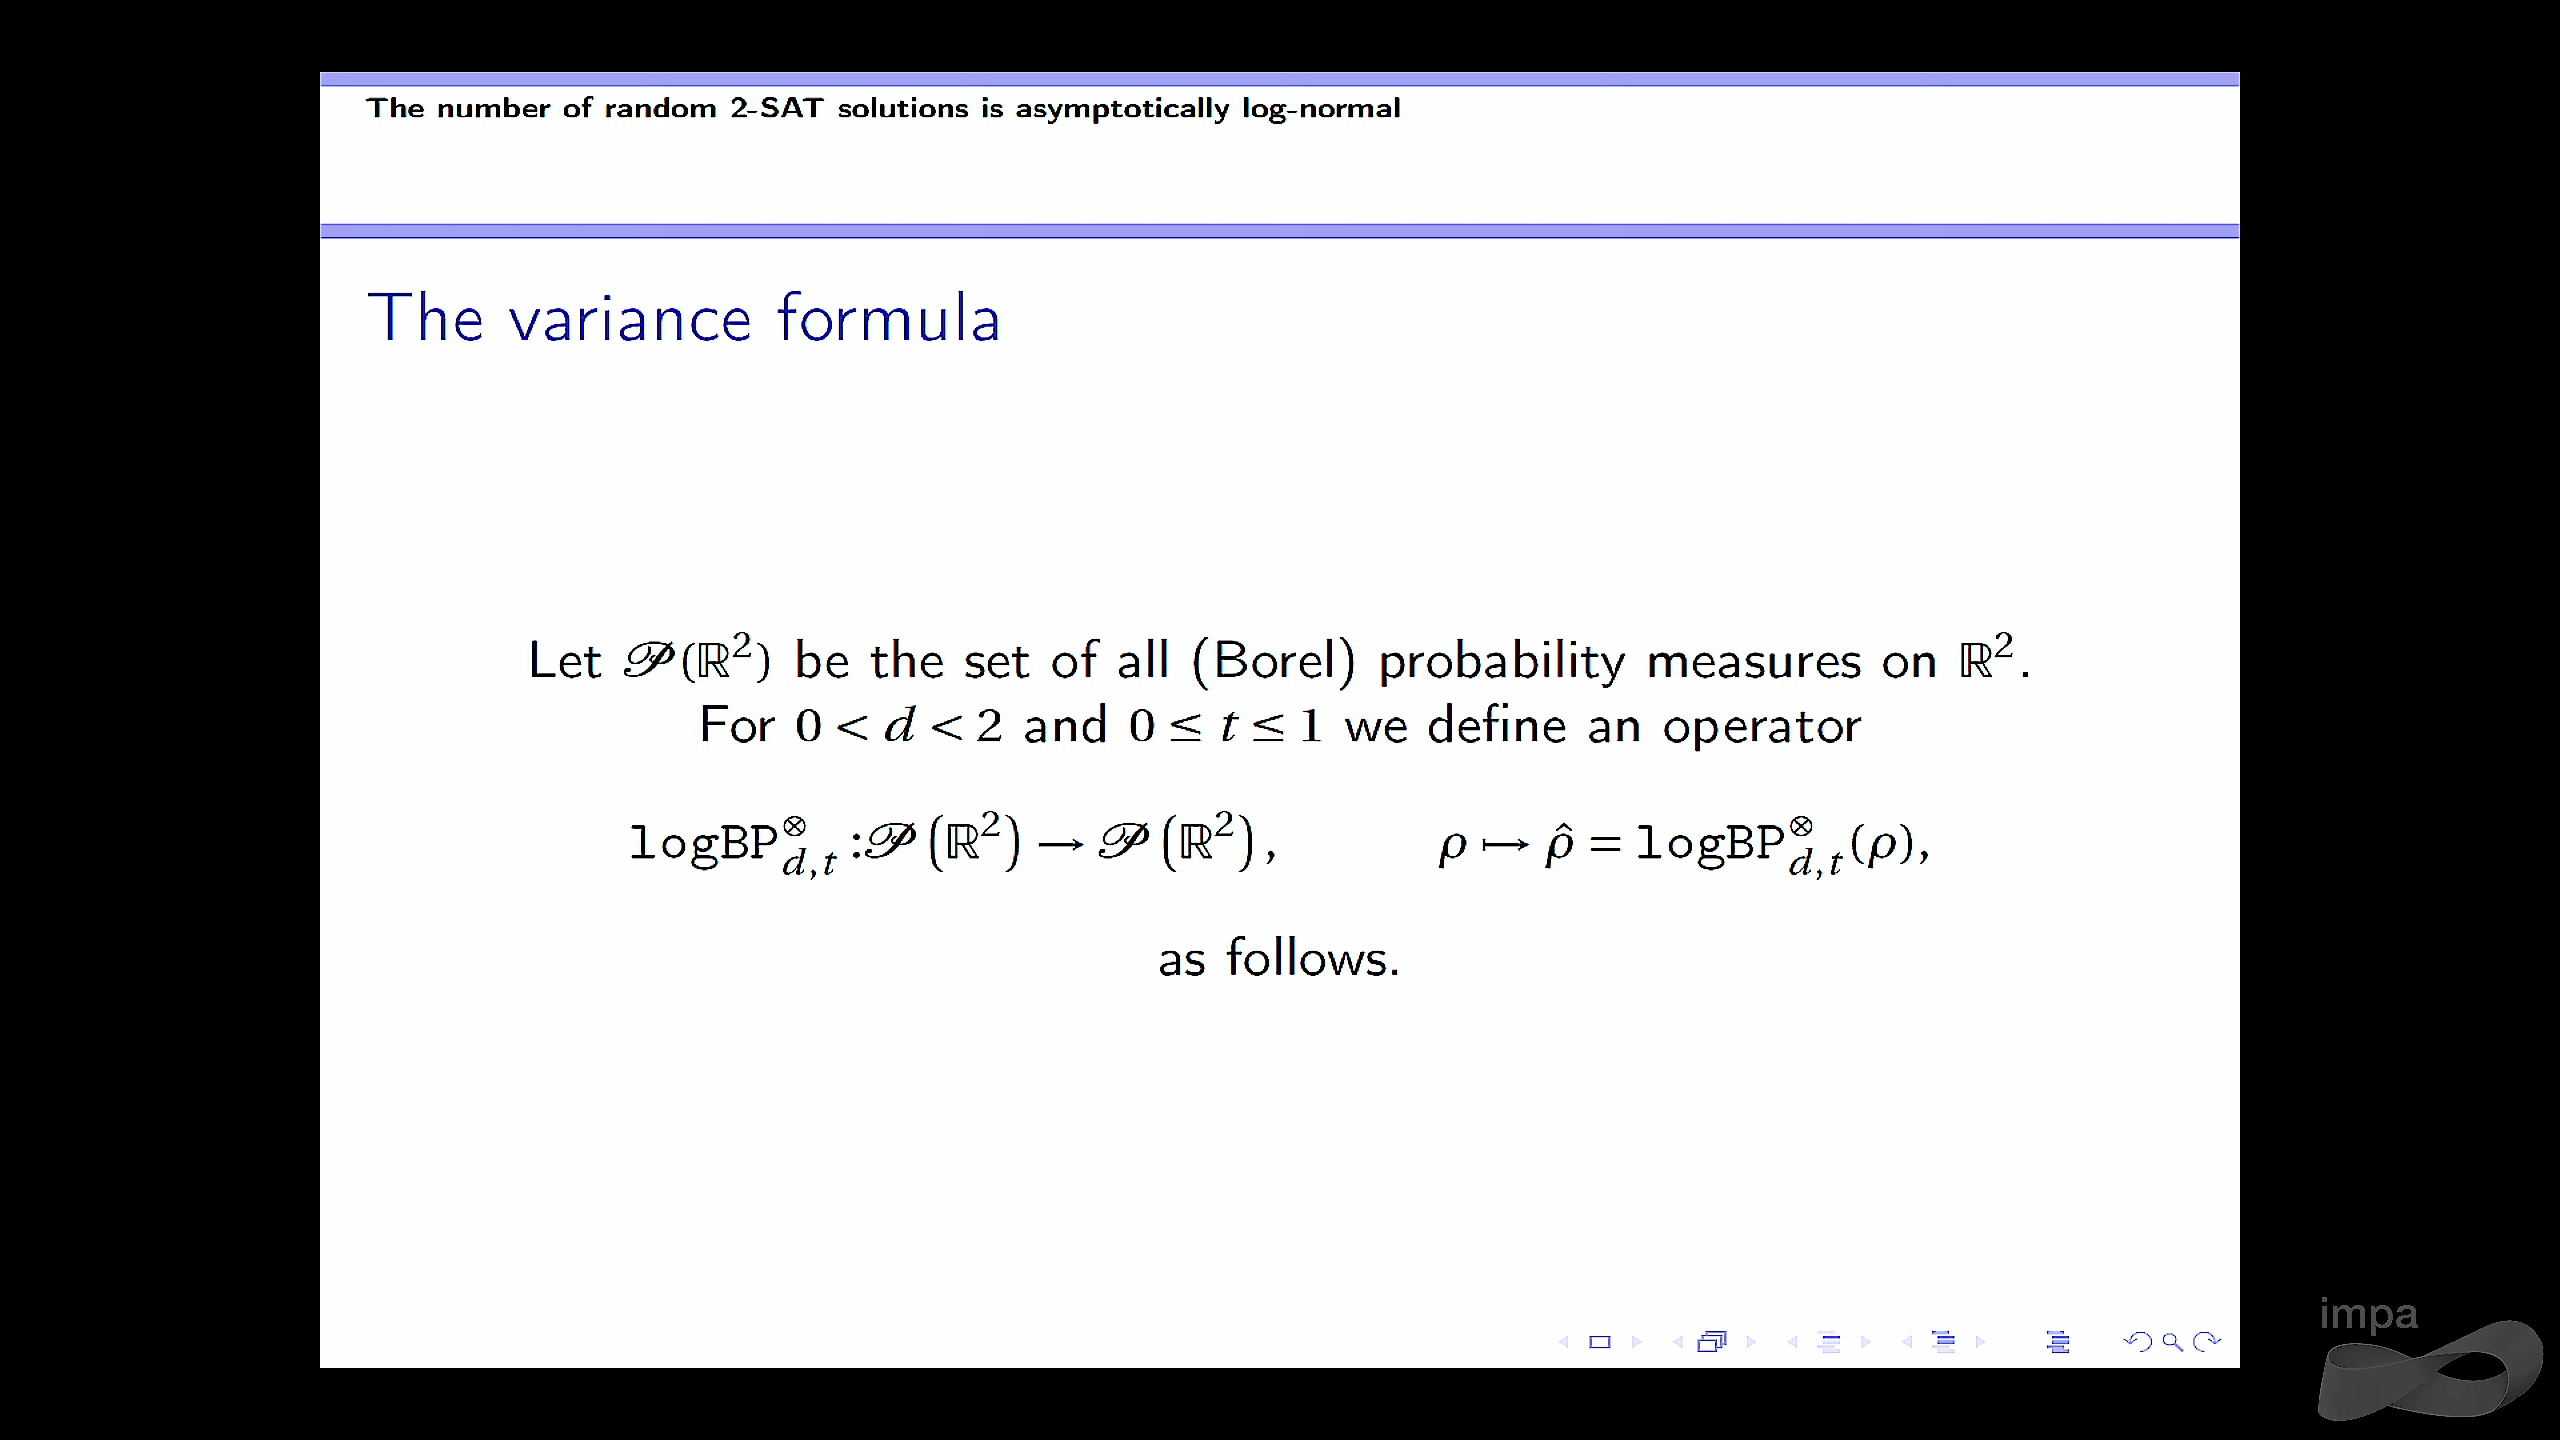 The number of random 2-SAT solutions is asymptotically log-normal
The variance formula
Let 𝒫(ℝ²) be the set of all (Borel) probability measures on ℝ².
For 0 < d < 2 and 0 ≤ t ≤ 1 we define an operator
logBP^⊗_{d,t} : 𝒫(ℝ²) → 𝒫(ℝ²), ρ ↦ ρ̂ = logBP^⊗_{d,t}(ρ),
as follows.
impa